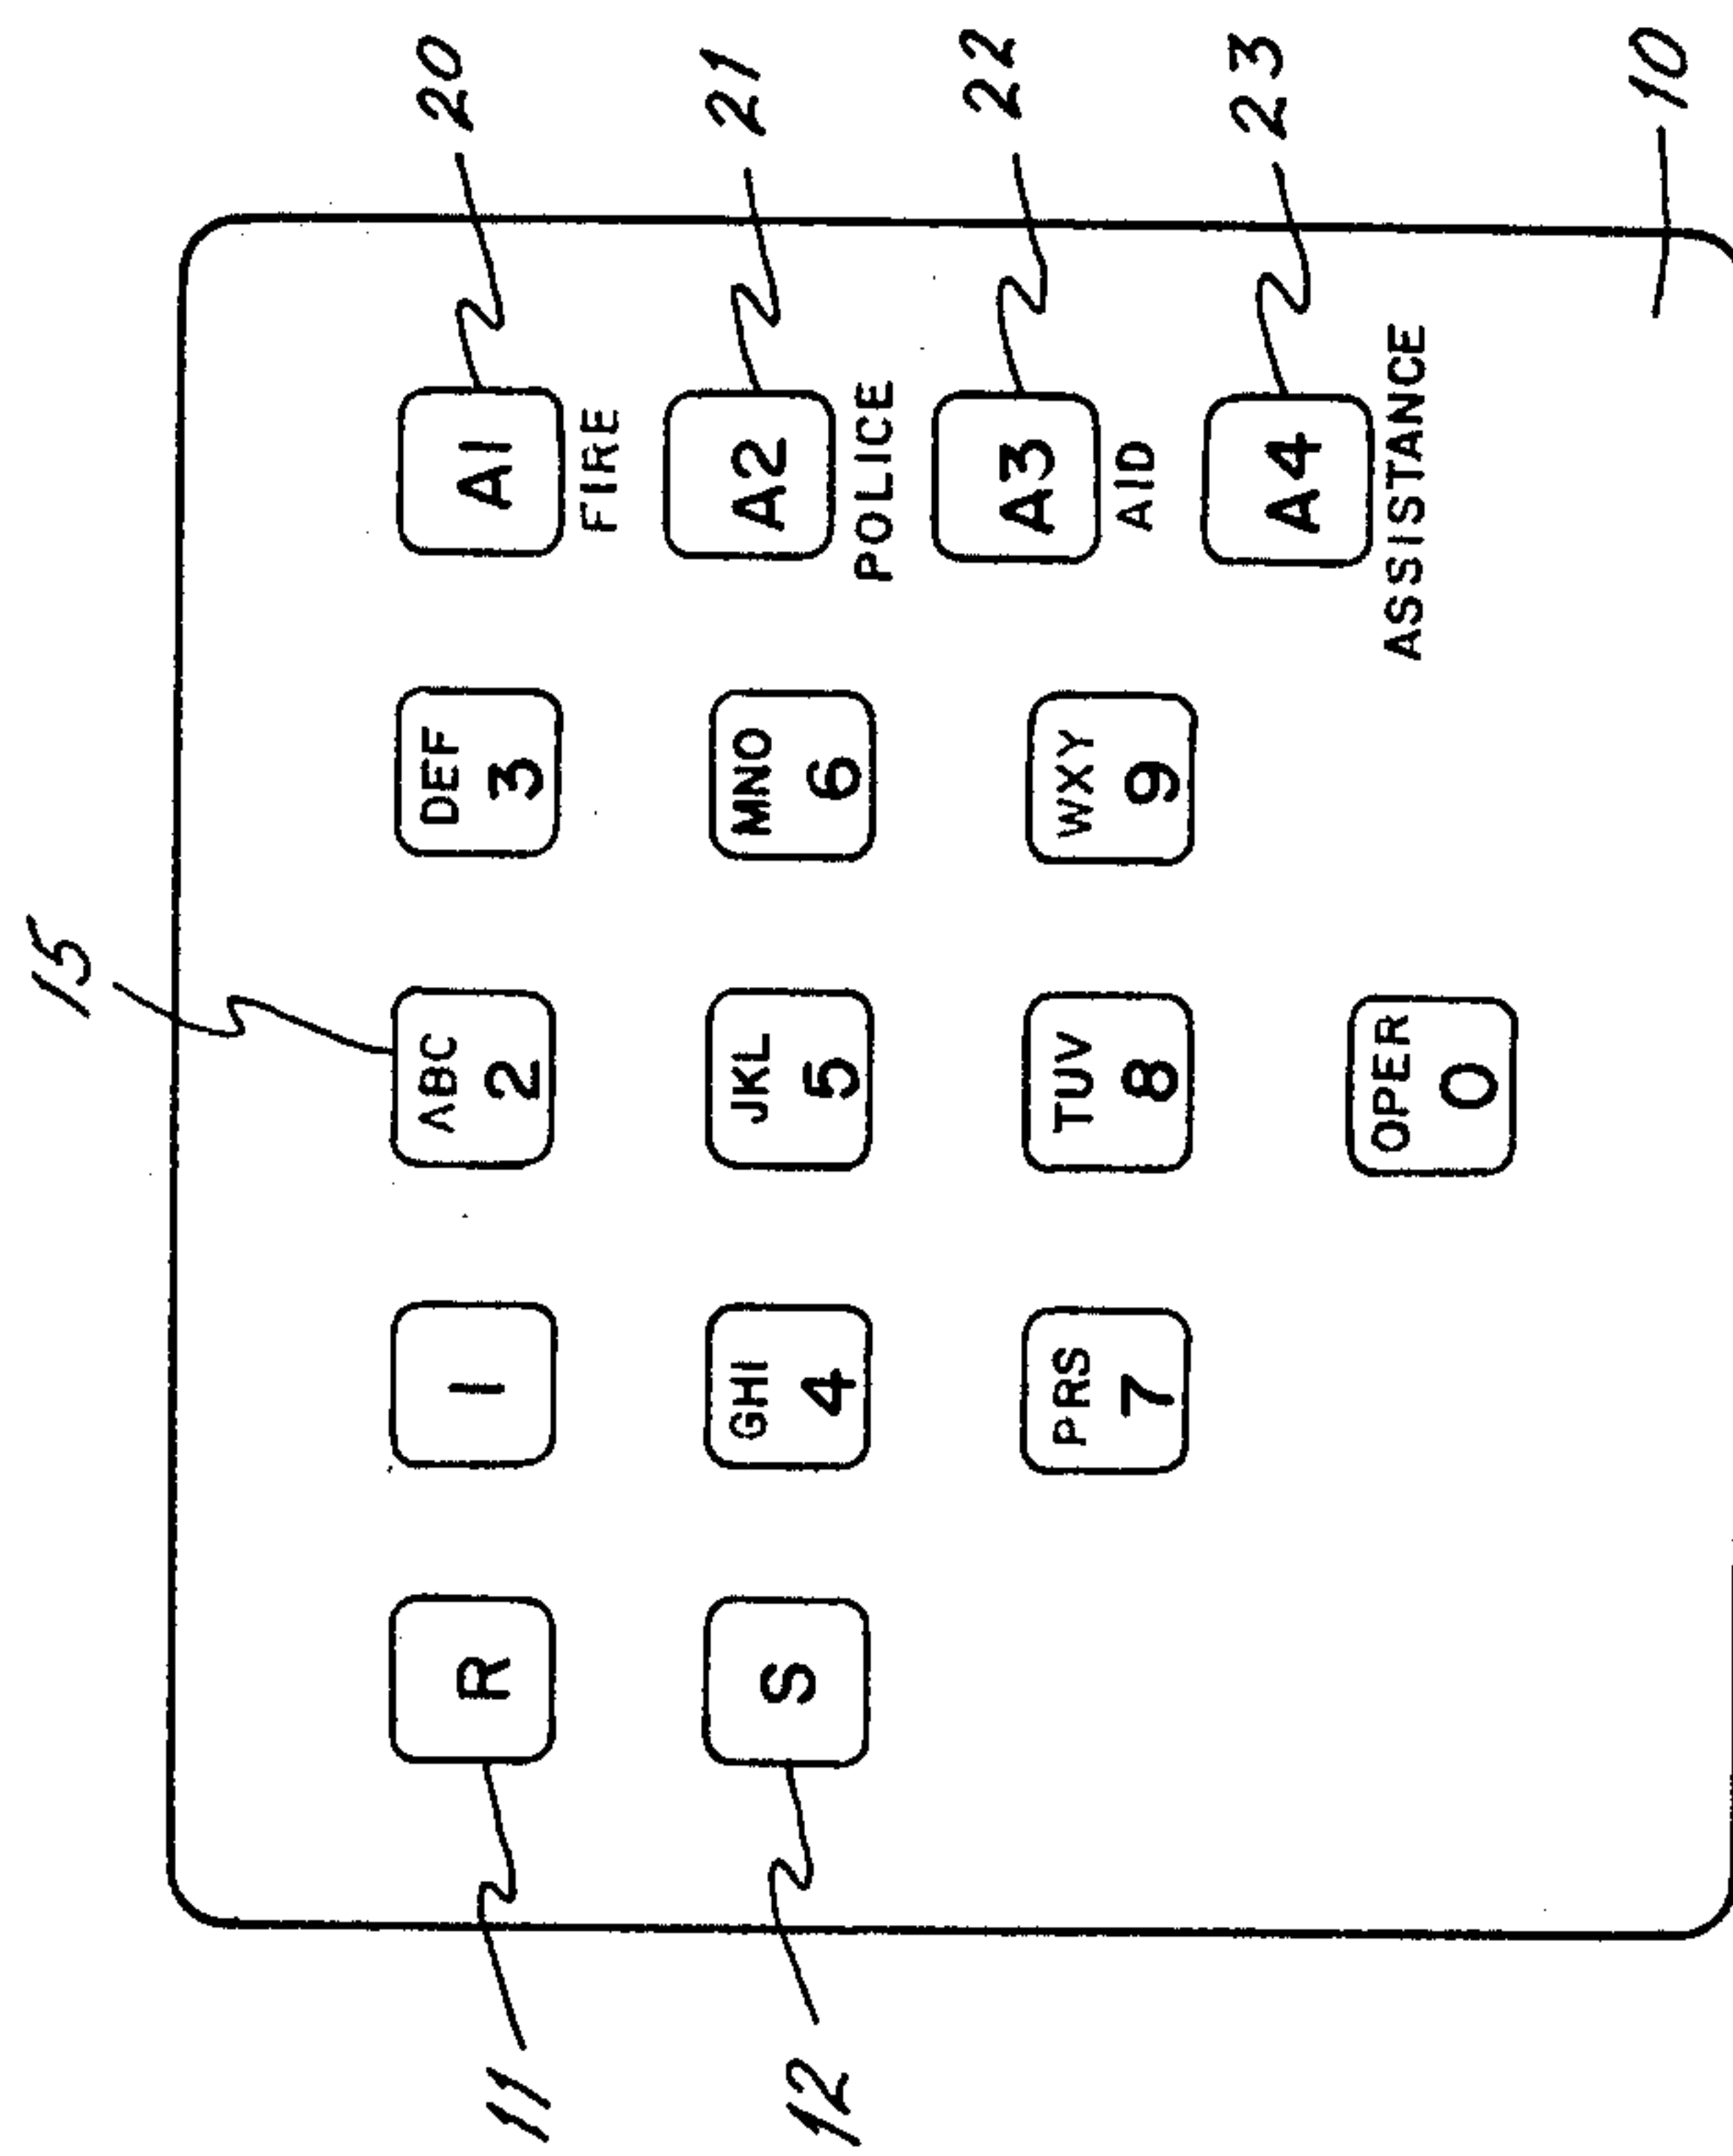 15
R
1
ABC
2
DEF
3
A1
FIRE
20
11
S
GHI
4
JKL
5
MNO
6
A2
POLICE
21
12
PRS
7
TUV
8
WXY
9
A3
AID
22
A4
ASSISTANCE
23
OPER
0
10